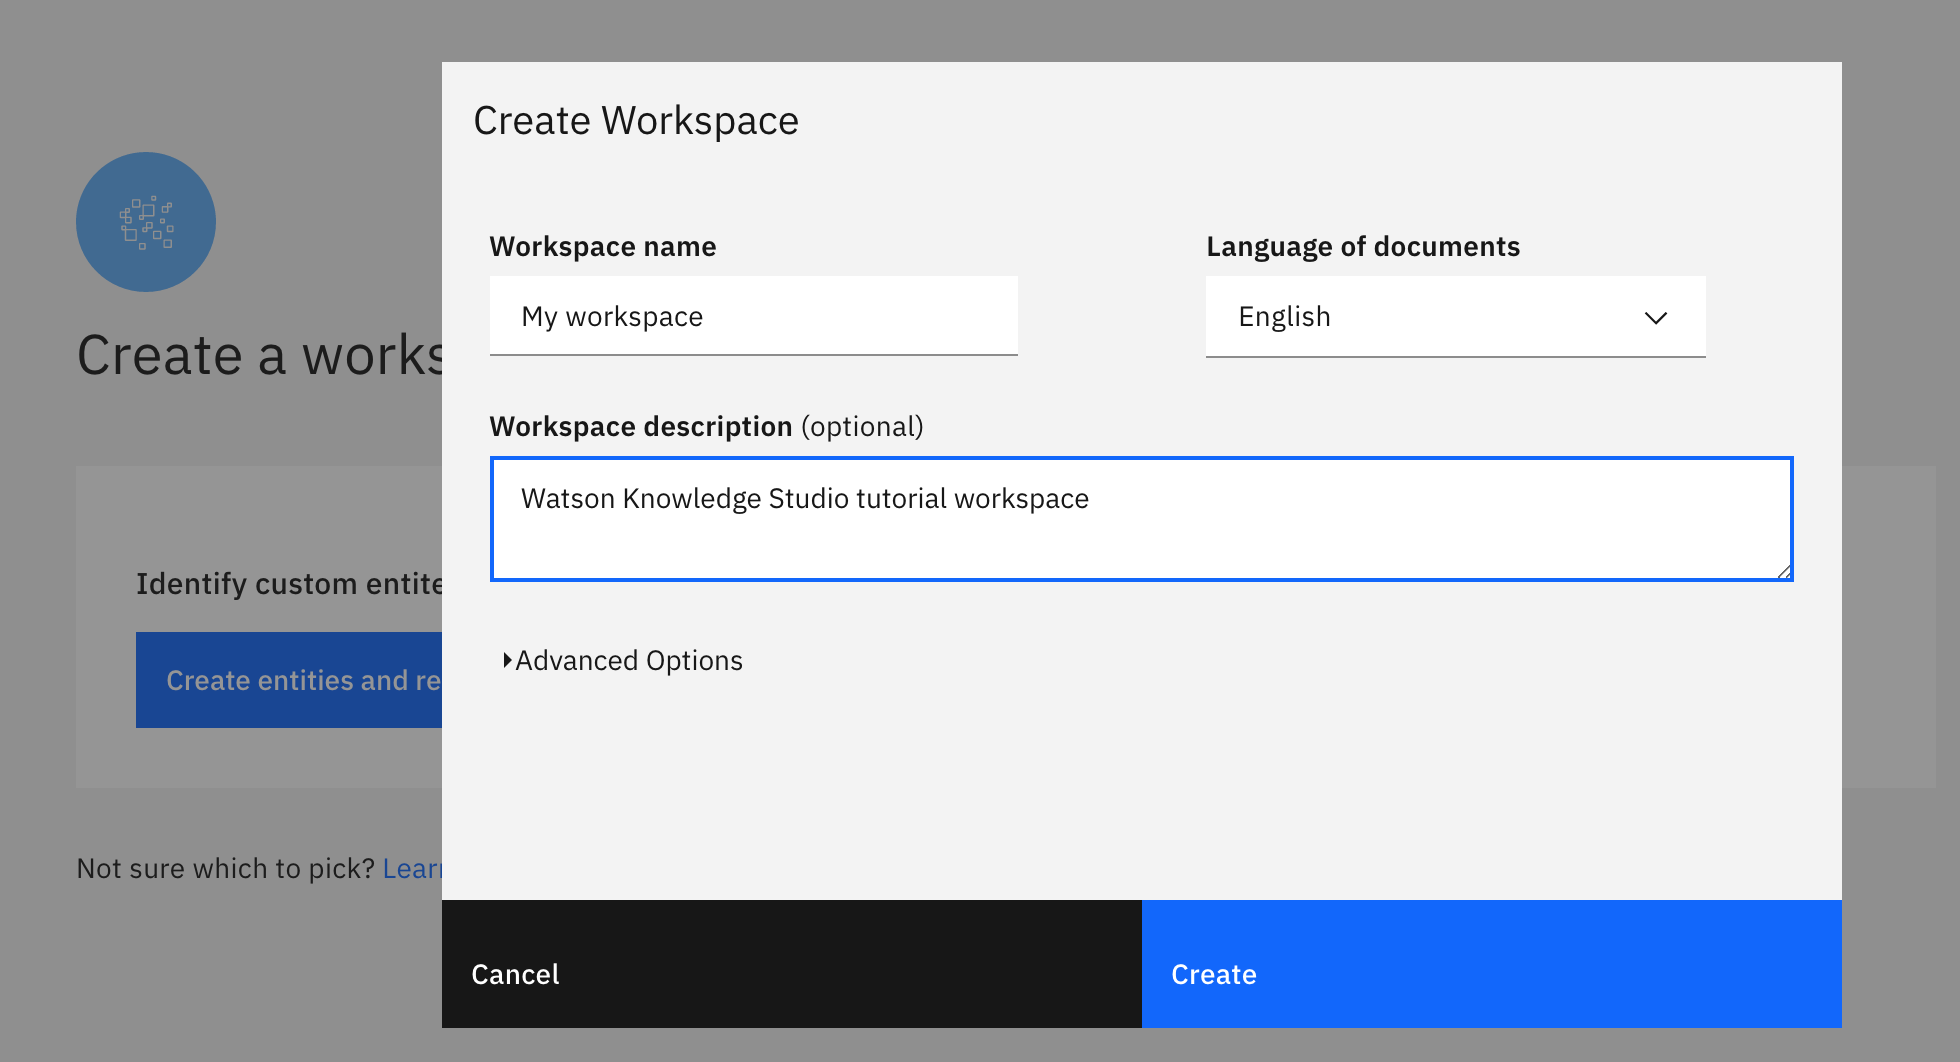 Create Workspace
Workspace name
My workspace
Language of documents
English
Workspace description (optional)
Watson Knowledge Studio tutorial workspace
Advanced Options
Cancel
Create
Create a works
Identify custom entite
Create entities and re
Not sure which to pick? Lear